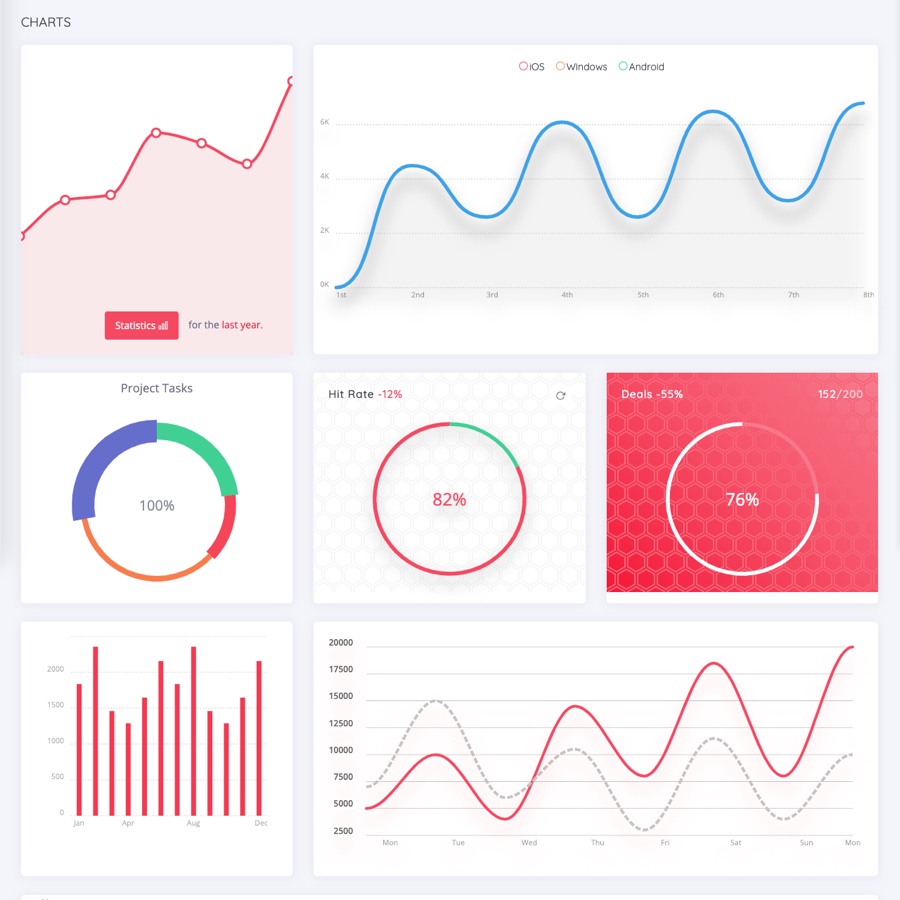 CHARTS
Statistics for the last year.
iOS Windows Android
6K
4K
2K
0K
1st 2nd 3rd 4th 5th 6th 7th 8th
Project Tasks
100%
Hit Rate -12%
82%
Deals -55% 152/200
76%
2000
1500
1000
500
0
Jan Apr Aug Dec
20000
17500
15000
12500
10000
7500
5000
2500
Mon Tue Wed Thu Fri Sat Sun Mon